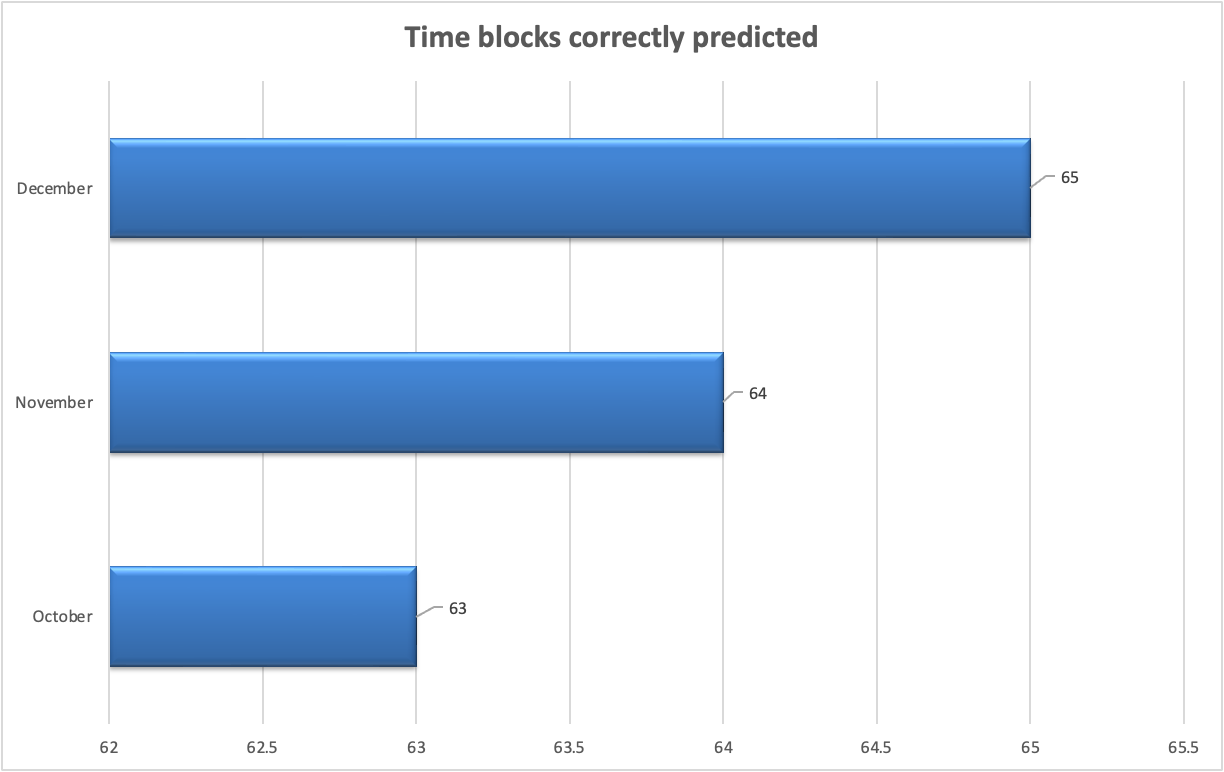 Time blocks correctly predicted
December
65
November
64
October
63
62 62.5 63 63.5 64 64.5 65 65.5